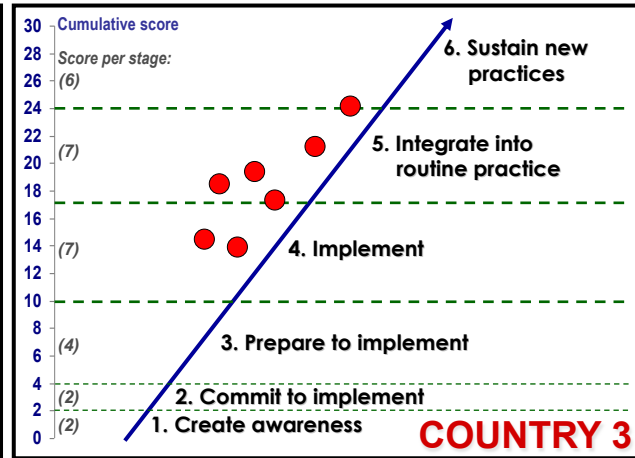 30 Cumulative score
28
Score per stage:
26 (6)
24
22
20 (7)
18
16
14 (7)
12
10
8
6 (4)
4
2 (2)
0 (2)
6. Sustain new
practices
5. Integrate into
routine practice
4. Implement
3. Prepare to implement
2. Commit to implement
1. Create awareness
COUNTRY 3